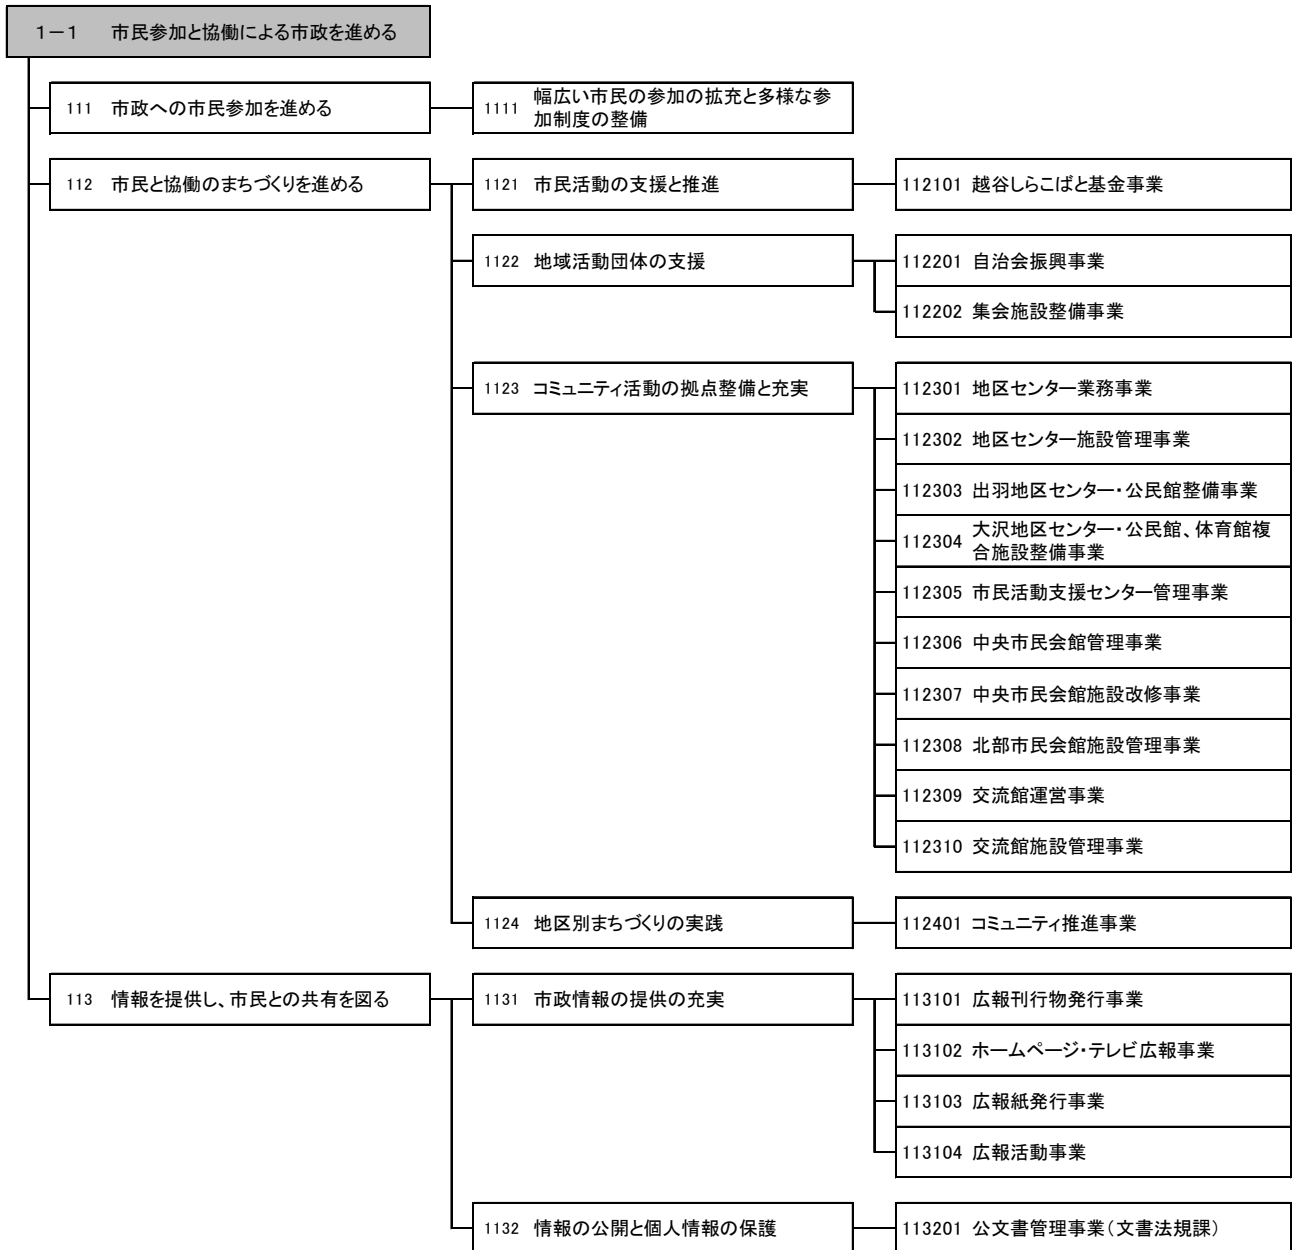 1－1 市民参加と協働による市政を進める
111 市政への市民参加を進める
1111 幅広い市民の参加の拡充と多様な参
加制度の整備
112 市民と協働のまちづくりを進める
1121 市民活動の支援と推進
112101 越谷しらこばと基金事業
1122 地域活動団体の支援
112201 自治会振興事業
112202 集会施設整備事業
1123 コミュニティ活動の拠点整備と充実
112301 地区センター業務事業
112302 地区センター施設管理事業
112303 出羽地区センター・公民館整備事業
112304 大沢地区センター・公民館、体育館複
合施設整備事業
112305 市民活動支援センター管理事業
112306 中央市民会館管理事業
112307 中央市民会館施設改修事業
112308 北部市民会館施設管理事業
112309 交流館運営事業
112310 交流館施設管理事業
1124 地区別まちづくりの実践
112401 コミュニティ推進事業
113 情報を提供し、市民との共有を図る
1131 市政情報の提供の充実
113101 広報刊行物発行事業
113102 ホームページ・テレビ広報事業
113103 広報紙発行事業
113104 広報活動事業
1132 情報の公開と個人情報の保護
113201 公文書管理事業（文書法規課）